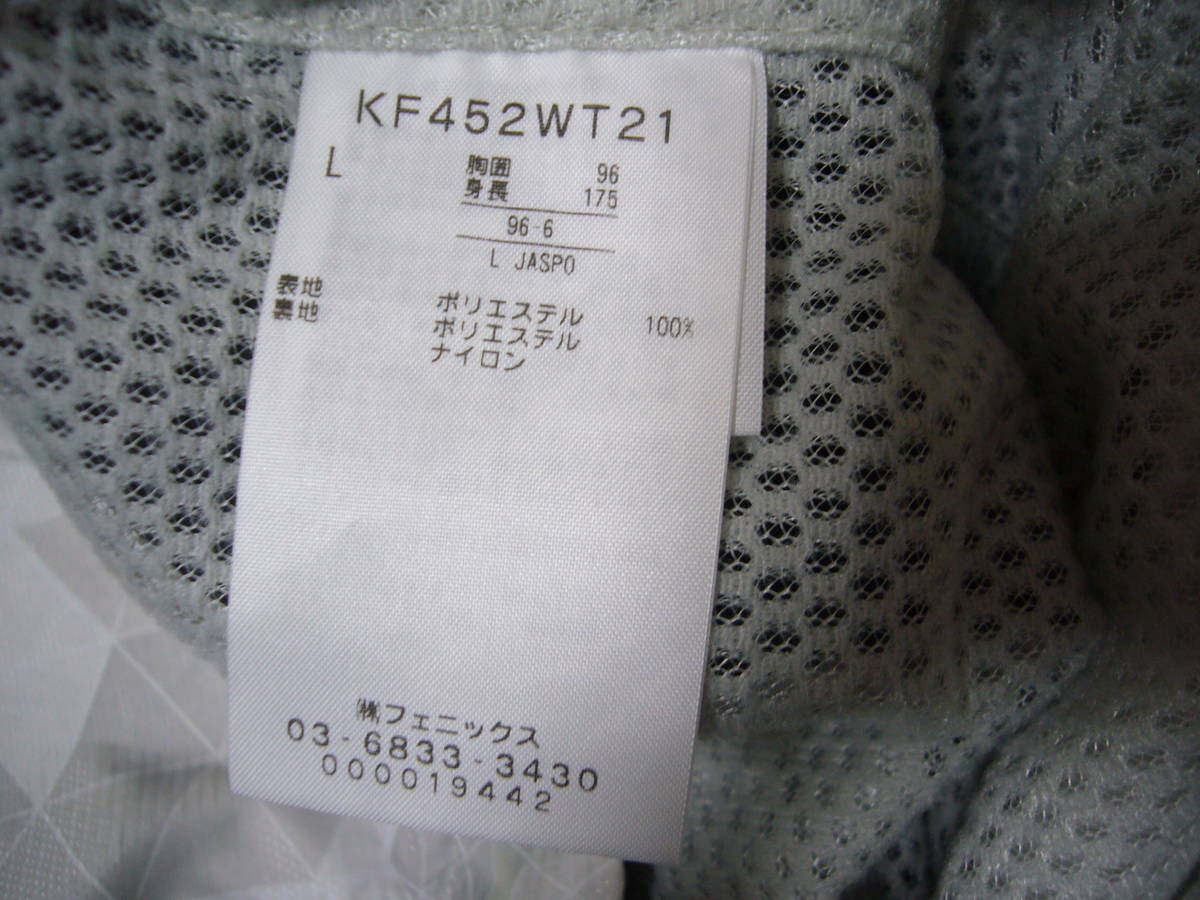 KF452WT21
L 胸囲 96
身長 175
96-6
L JASPO
表地 ポリエステル 100%
裏地 ポリエステル
ナイロン
㈱フェニックス
03-6833-3430
000019442